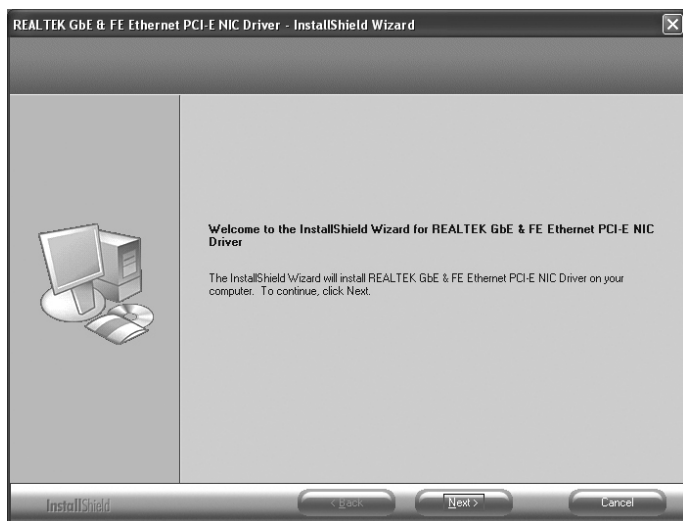 REALTEK GbE & FE Ethernet PCI-E NIC Driver - InstallShield Wizard
Welcome to the InstallShield Wizard for REALTEK GbE & FE Ethernet PCI-E NIC
Driver
The InstallShield Wizard will install REALTEK GbE & FE Ethernet PCI-E NIC Driver on your
computer. To continue, click Next.
InstallShield
< Back
Next >
Cancel